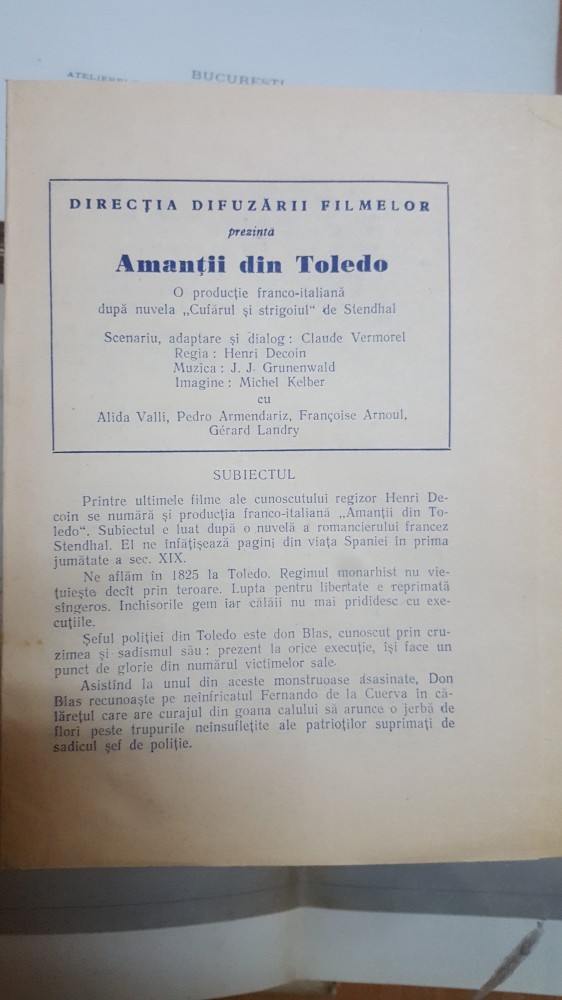 BUCUREȘTI
DIRECȚIA DIFUZĂRII FILMELOR
prezintă
Amanții din Toledo
O producție franco-italiană
după nuvela „Cufărul și strigoiul“ de Stendhal
Scenariu, adaptare și dialog : Claude Vermorel
Regia : Henri Decoin
Muzica : J. J. Grunenwald
Imagine : Michel Kelber
cu
Alida Valli, Pedro Armendariz, Françoise Arnoul,
Gérard Landry
SUBIECTUL
Printre ultimele filme ale cunoscutului regizor Henri De-
coin se numără și producția franco-italiană „Amanții din To-
ledo“. Subiectul e luat după o nuvelă a romancierului francez
Stendhal. El ne înfățișează pagini din viața Spaniei în prima
jumătate a sec. XIX.
Ne aflăm în 1825 la Toledo. Regimul monarhist nu vie-
țuiește decît prin teroare. Lupta pentru libertate e reprimată
sîngeros. Inchisorile gem iar călăii nu mai prididesc cu exe-
cuțiile.
Șeful poliției din Toledo este don Blas, cunoscut prin cru-
zimea și sadismul său : prezent la orice execuție, își face un
punct de glorie din numărul victimelor sale.
Asistînd la unul din aceste monstruoase asasinate, Don
Blas recunoaște pe neînfricatul Fernando de la Cuerva în că-
lărețul care are curajul din goana calului să arunce o jerbă de
flori peste trupurile neînsuflețite ale patrioților suprimați de
sadicul șef de poliție.